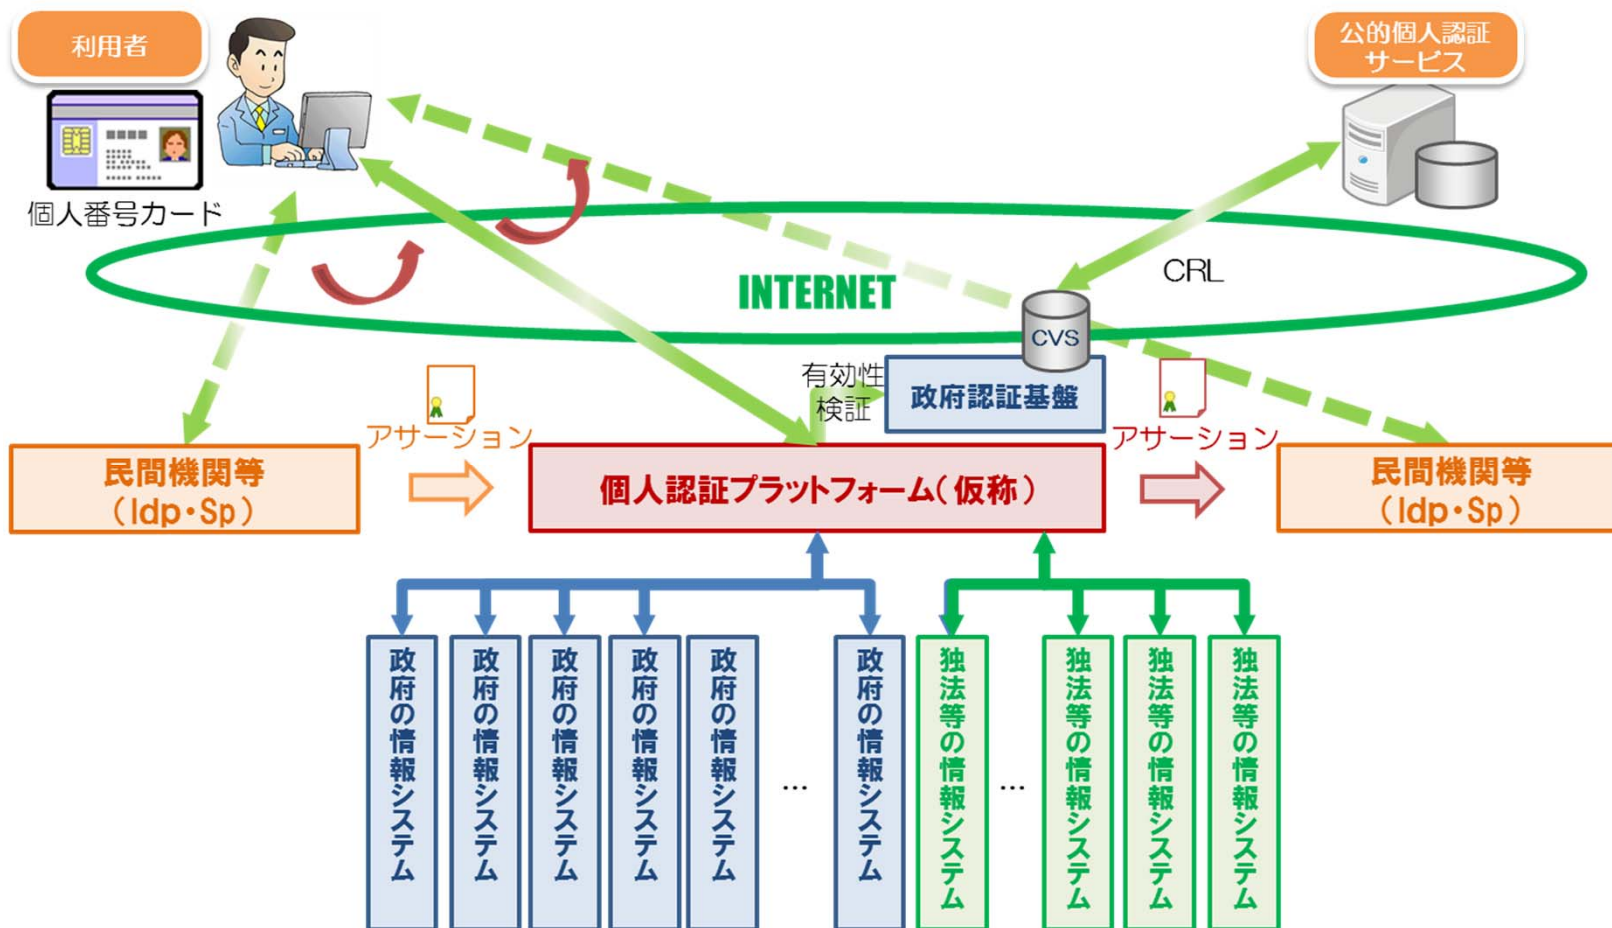 利用者
公的個人認証
サービス
個人番号カード
INTERNET
CRL
CVS
有効性
検証
政府認証基盤
アサーション
アサーション
民間機関等
(Idp・Sp)
個人認証プラットフォーム(仮称)
民間機関等
(Idp・Sp)
政府の情報システム
政府の情報システム
政府の情報システム
政府の情報システム
政府の情報システム
…
政府の情報システム
独法等の情報システム
…
独法等の情報システム
独法等の情報システム
独法等の情報システム